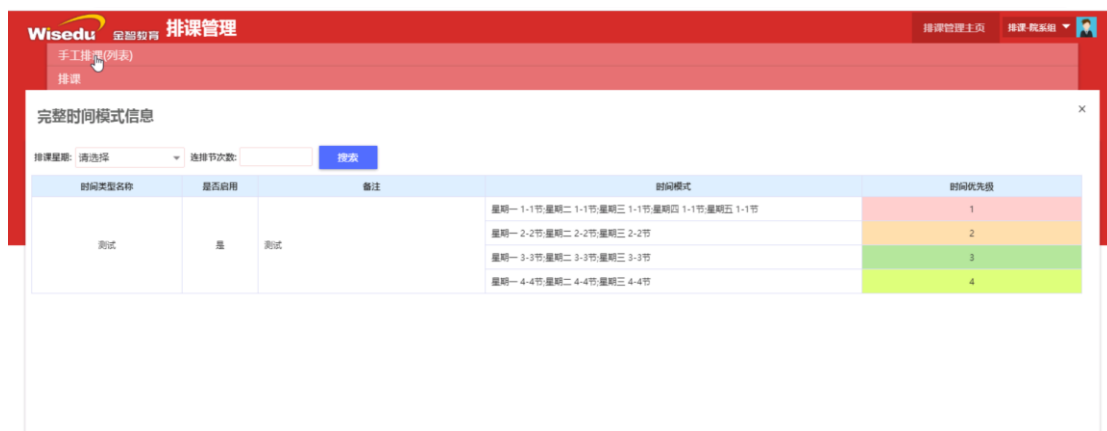 Wisedu 金智教育 排课管理 排课管理主页 排课-院系组
手工排课(列表)
排课
完整时间模式信息 ×
排课星期: 请选择 连排节次数: 搜索
时间类型名称 是否启用 备注 时间模式 时间优先级
测试 是 测试
星期一 1-1节;星期二 1-1节;星期三 1-1节;星期四 1-1节;星期五 1-1节 1
星期一 2-2节;星期二 2-2节;星期三 2-2节 2
星期一 3-3节;星期二 3-3节;星期三 3-3节 3
星期一 4-4节;星期二 4-4节;星期三 4-4节 4